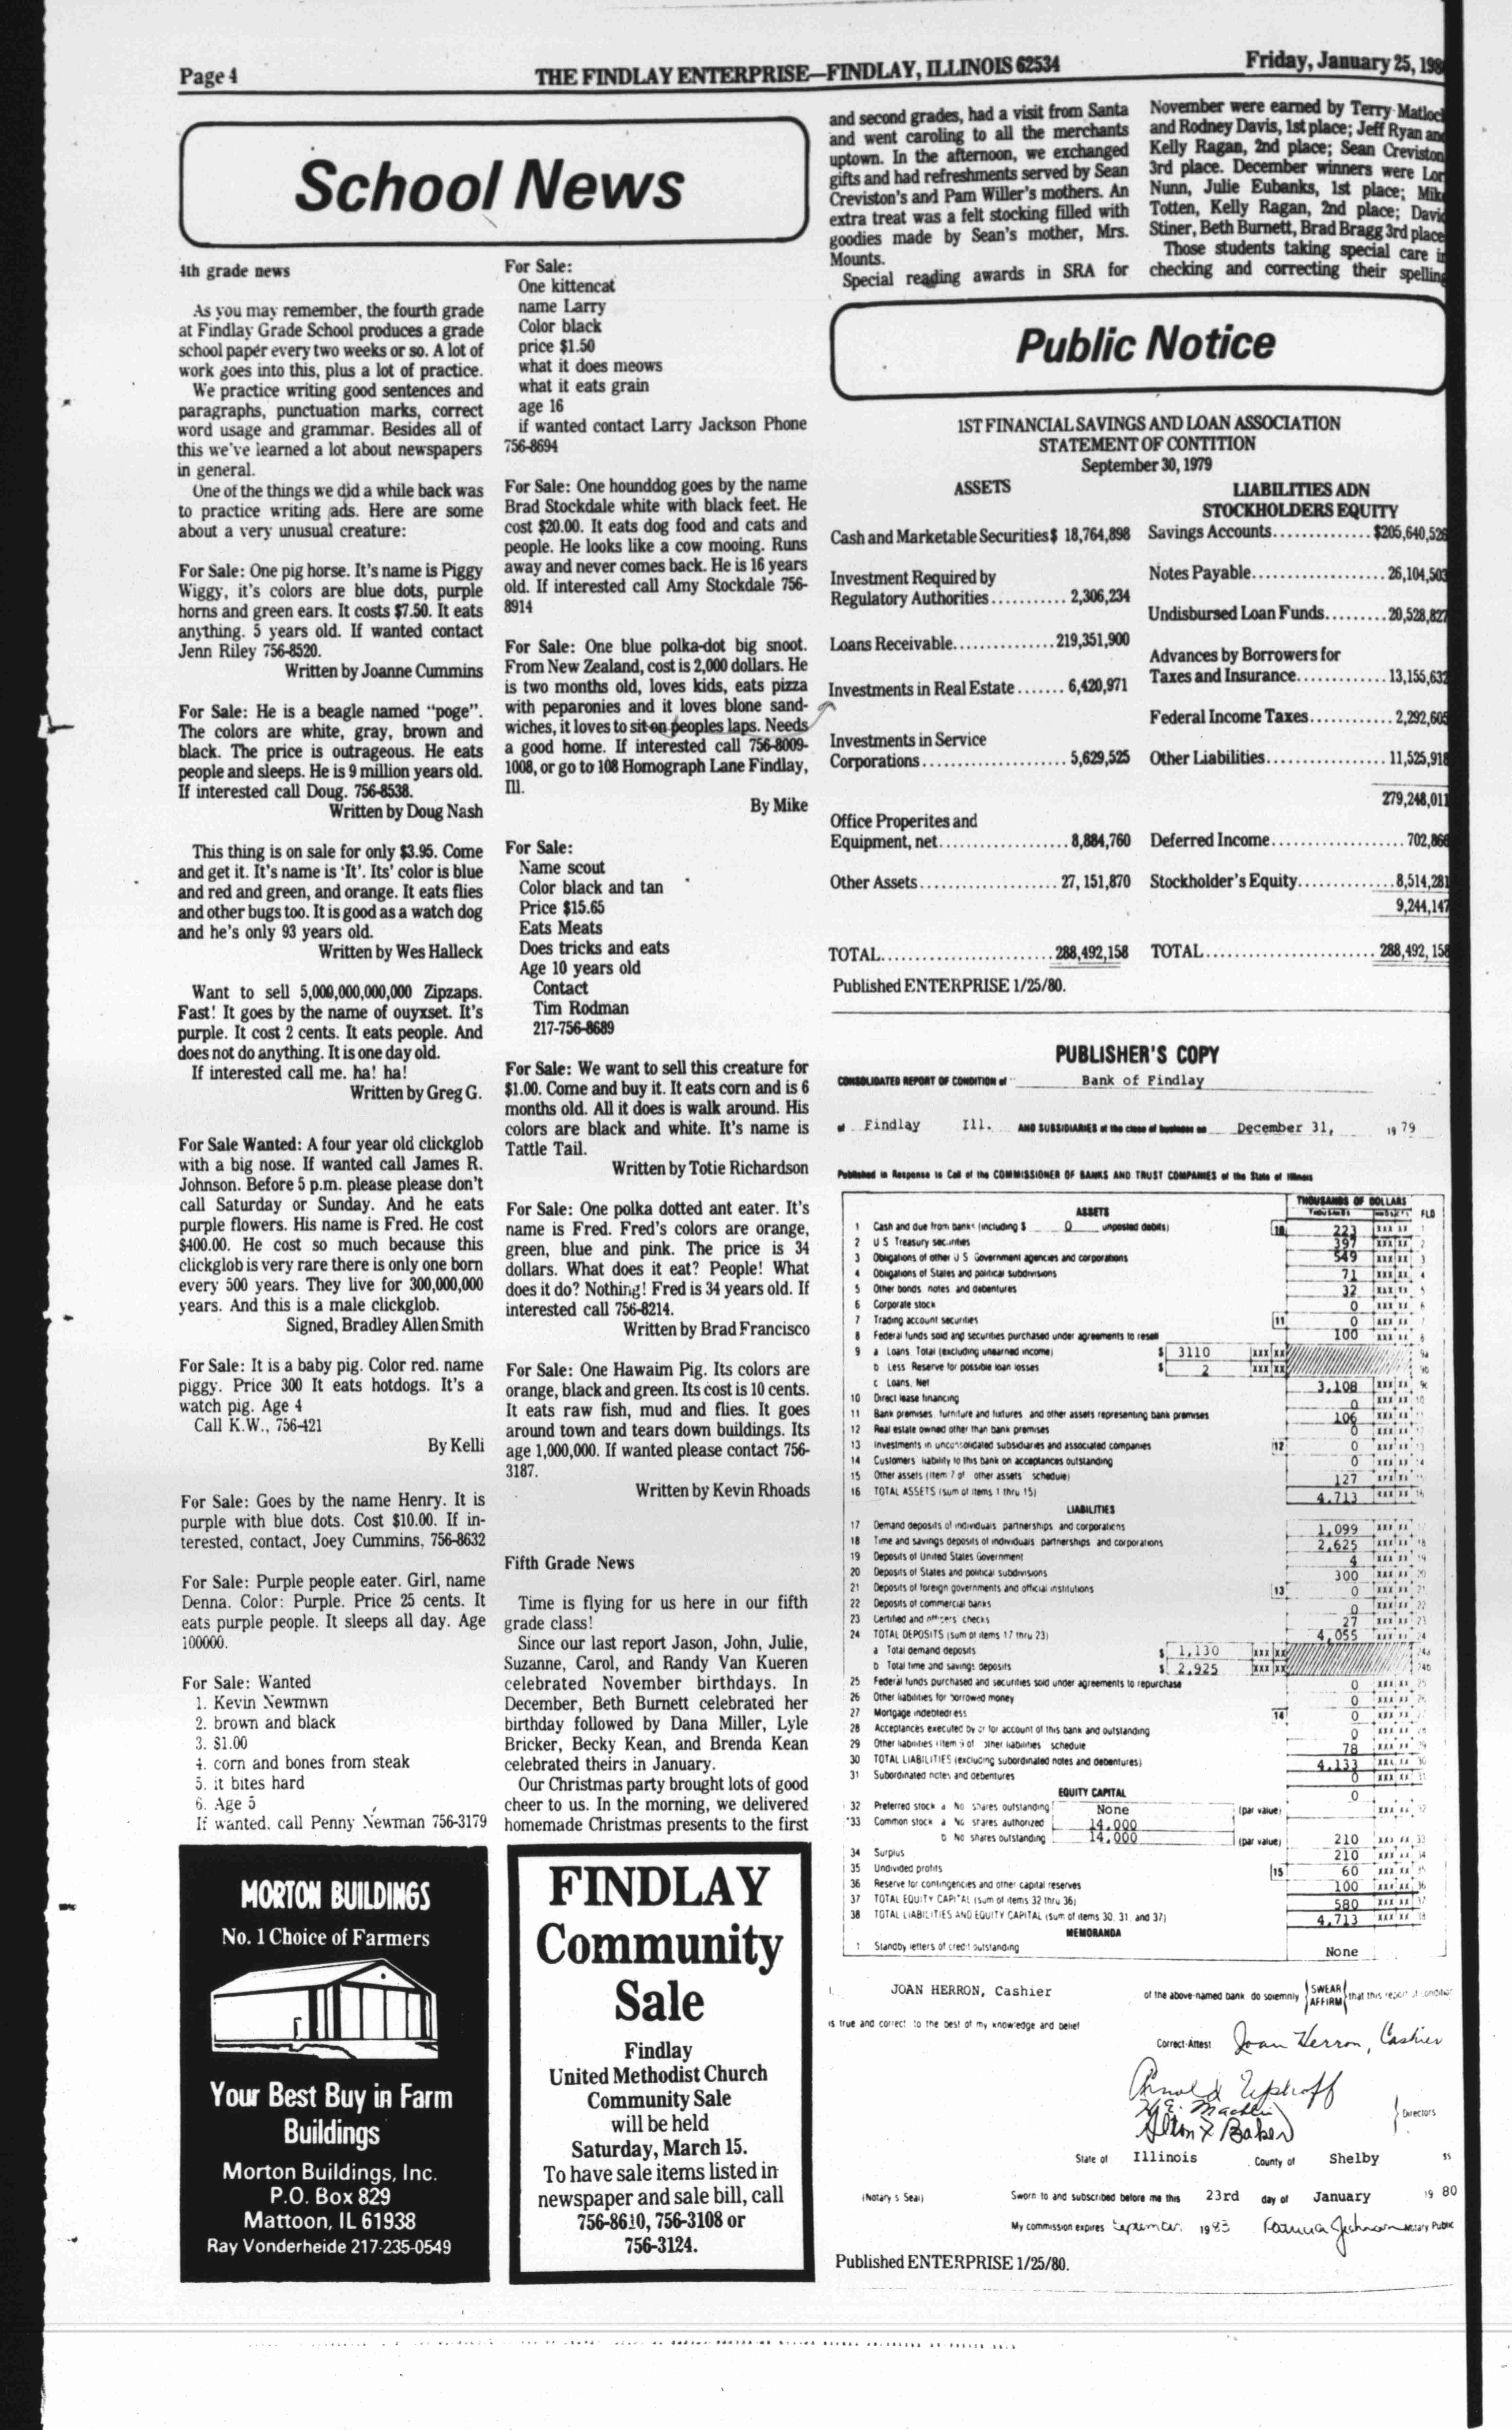 Page 4
THE FINDLAY ENTERPRISE—FINDLAY, ILLINOIS 62534
Friday, January 25, 198
School News
4th grade news
As you may remember, the fourth grade
at Findlay Grade School produces a grade
school paper every two weeks or so. A lot of
work goes into this, plus a lot of practice.
We practice writing good sentences and
paragraphs, punctuation marks, correct
word usage and grammar. Besides all of
this we've learned a lot about newspapers
in general.
One of the things we did a while back was
to practice writing ads. Here are some
about a very unusual creature:
For Sale: One pig horse. It's name is Piggy
Wiggy, it's colors are blue dots, purple
horns and green ears. It costs $7.50. It eats
anything. 5 years old. If wanted contact
Jenn Riley 756-8520.
Written by Joanne Cummins
For Sale: He is a beagle named "poge".
The colors are white, gray, brown and
black. The price is outrageous. He eats
people and sleeps. He is 9 million years old.
If interested call Doug. 756-8538.
Written by Doug Nash
This thing is on sale for only $3.95. Come
and get it. It's name is 'It'. Its' color is blue
and red and green, and orange. It eats flies
and other bugs too. It is good as a watch dog
and he's only 93 years old.
Written by Wes Halleck
Want to sell 5,000,000,000,000 Zipzaps.
Fast! It goes by the name of ouyxset. It's
purple. It cost 2 cents. It eats people. And
does not do anything. It is one day old.
If interested call me. ha! ha!
Written by Greg G.
For Sale Wanted: A four year old clickglob
with a big nose. If wanted call James R.
Johnson. Before 5 p.m. please please don't
call Saturday or Sunday. And he eats
purple flowers. His name is Fred. He cost
$400.00. He cost so much because this
clickglob is very rare there is only one born
every 500 years. They live for 300,000,000
years. And this is a male clickglob.
Signed, Bradley Allen Smith
For Sale: It is a baby pig. Color red. name
piggy. Price 300 It eats hotdogs. It's a
watch pig. Age 4
Call K.W., 756-421
By Kelli
For Sale: Goes by the name Henry. It is
purple with blue dots. Cost $10.00. If in-
terested, contact, Joey Cummins, 756-8632
For Sale: Purple people eater. Girl, name
Denna. Color: Purple. Price 25 cents. It
eats purple people. It sleeps all day. Age
100000.
For Sale: Wanted
1. Kevin Newmwn
2. brown and black
3. $1.00
4. corn and bones from steak
5. it bites hard
6. Age 5
If wanted. call Penny Newman 756-3179
MORTON BUILDINGS
No. 1 Choice of Farmers
Your Best Buy in Farm
Buildings
Morton Buildings, Inc.
P.O. Box 829
Mattoon, IL 61938
Ray Vonderheide 217-235-0549
For Sale:
One kittencat
name Larry
Color black
price $1.50
what it does meows
what it eats grain
age 16
if wanted contact Larry Jackson Phone
756-8694
For Sale: One hounddog goes by the name
Brad Stockdale white with black feet. He
cost $20.00. It eats dog food and cats and
people. He looks like a cow mooing. Runs
away and never comes back. He is 16 years
old. If interested call Amy Stockdale 756-
8914
For Sale: One blue polka-dot big snoot.
From New Zealand, cost is 2,000 dollars. He
is two months old, loves kids, eats pizza
with peparonies and it loves blone sand-
wiches, it loves to sit on peoples laps. Needs
a good home. If interested call 756-8009-
1008, or go to 108 Homograph Lane Findlay,
Ill.
By Mike
For Sale:
Name scout
Color black and tan
Price $15.65
Eats Meats
Does tricks and eats
Age 10 years old
Contact
Tim Rodman
217-756-8689
For Sale: We want to sell this creature for
$1.00. Come and buy it. It eats corn and is 6
months old. All it does is walk around. His
colors are black and white. It's name is
Tattle Tail.
Written by Totie Richardson
For Sale: One polka dotted ant eater. It's
name is Fred. Fred's colors are orange,
green, blue and pink. The price is 34
dollars. What does it eat? People! What
does it do? Nothing! Fred is 34 years old. If
interested call 756-8214.
Written by Brad Francisco
For Sale: One Hawaim Pig. Its colors are
orange, black and green. Its cost is 10 cents.
It eats raw fish, mud and flies. It goes
around town and tears down buildings. Its
age 1,000,000. If wanted please contact 756-
3187.
Written by Kevin Rhoads
Fifth Grade News
Time is flying for us here in our fifth
grade class!
Since our last report Jason, John, Julie,
Suzanne, Carol, and Randy Van Kueren
celebrated November birthdays. In
December, Beth Burnett celebrated her
birthday followed by Dana Miller, Lyle
Bricker, Becky Kean, and Brenda Kean
celebrated theirs in January.
Our Christmas party brought lots of good
cheer to us. In the morning, we delivered
homemade Christmas presents to the first
FINDLAY
Community
Sale
Findlay
United Methodist Church
Community Sale
will be held
Saturday, March 15.
To have sale items listed in
newspaper and sale bill, call
756-8610, 756-3108 or
756-3124.
and second grades, had a visit from Santa
and went caroling to all the merchants
uptown. In the afternoon, we exchanged
gifts and had refreshments served by Sean
Creviston's and Pam Willer's mothers. An
extra treat was a felt stocking filled with
goodies made by Sean's mother, Mrs.
Mounts.
Special reading awards in SRA for
November were earned by Terry Matloc
and Rodney Davis, 1st place; Jeff Ryan and
Kelly Ragan, 2nd place; Sean Creviston
3rd place. December winners were Lor
Nunn, Julie Eubanks, 1st place; Mik
Totten, Kelly Ragan, 2nd place; Davi
Stiner, Beth Burnett, Brad Bragg 3rd place
Those students taking special care i
checking and correcting their spelling
Public Notice
1ST FINANCIAL SAVINGS AND LOAN ASSOCIATION
STATEMENT OF CONTITION
September 30, 1979
ASSETS
Cash and Marketable Securities $ 18,764,898
Investment Required by
Regulatory Authorities........... 2,306,234
Loans Receivable............... 219,351,900
Investments in Real Estate ....... 6,420,971
Investments in Service
Corporations..................... 5,629,525
Office Properites and
Equipment, net................... 8,884,760
Other Assets..................... 27,151,870
TOTAL......................... 288,492,158
LIABILITIES ADN
STOCKHOLDERS EQUITY
Savings Accounts.............. $205,640,526
Notes Payable................... 26,104,503
Undisbursed Loan Funds......... 20,528,827
Advances by Borrowers for
Taxes and Insurance............. 13,155,632
Federal Income Taxes............ 2,292,605
Other Liabilities................. 11,525,918
279,248,011
Deferred Income.................... 702,866
Stockholder's Equity.............. 8,514,281
9,244,147
TOTAL........................ 288,492,158
Published ENTERPRISE 1/25/80.
PUBLISHER'S COPY
CONSOLIDATED REPORT OF CONDITION of Bank of Findlay
of Findlay Ill. AND SUBSIDIARIES at the close of business on December 31, 1979
Published in Response to Call of the COMMISSIONER OF BANKS AND TRUST COMPANIES of the State of Illinois
THOUSANDS OF DOLLARS
FLD
ASSETS
1 Cash and due from banks (including $ 0 unposted debits) 223
2 U S Treasury securities 397
3 Obligations of other U S Government agencies and corporations 549
4 Obligations of States and political subdivisions 71
5 Other bonds notes and debentures 32
6 Corporate stock 0
7 Trading account securities 0
8 Federal funds sold and securities purchased under agreements to resell 100
9 a Loans, Total (excluding unearned income) $ 3110
b Less Reserve for possible loan losses $ 2
c Loans, Net 3,108
10 Direct lease financing 0
11 Bank premises, furniture and fixtures and other assets representing bank premises 106
12 Real estate owned other than bank premises 0
13 Investments in unconsolidated subsidiaries and associated companies 0
14 Customers' liability to this bank on acceptances outstanding 0
15 Other assets (Item 7 of other assets schedule) 127
16 TOTAL ASSETS (sum of items 1 thru 15) 4,713
LIABILITIES
17 Demand deposits of individuals partnerships and corporations 1,099
18 Time and savings deposits of individuals partnerships and corporations 2,625
19 Deposits of United States Government 4
20 Deposits of States and political subdivisions 300
21 Deposits of foreign governments and official institutions 0
22 Deposits of commercial banks 0
23 Certified and officers' checks 27
24 TOTAL DEPOSITS (sum of items 17 thru 23) 4,055
a Total demand deposits $ 1,130
b Total time and savings deposits $ 2,925
25 Federal funds purchased and securities sold under agreements to repurchase 0
26 Other liabilities for borrowed money 0
27 Mortgage indebtedness 0
28 Acceptances executed by or for account of this bank and outstanding 0
29 Other liabilities (Item 9 of other liabilities schedule 78
30 TOTAL LIABILITIES (excluding subordinated notes and debentures) 4,133
31 Subordinated notes and debentures 0
EQUITY CAPITAL
32 Preferred stock a No shares outstanding None (par value) 0
33 Common stock a No shares authorized 14,000
b No shares outstanding 14,000 (par value) 210
34 Surplus 210
35 Undivided profits 60
36 Reserve for contingencies and other capital reserves 100
37 TOTAL EQUITY CAPITAL (sum of items 32 thru 36) 580
38 TOTAL LIABILITIES AND EQUITY CAPITAL (sum of items 30, 31, and 37) 4,713
MEMORANDA
1 Standby letters of credit outstanding None
I, JOAN HERRON, Cashier of the above-named bank do solemnly SWEAR AFFIRM that this report of condition
is true and correct to the best of my knowledge and belief
Correct-Attest Joan Herron, Cashier
Arnold Uphoff
Alton F Baker
Directors
State of Illinois County of Shelby ss
(Notary's Seal) Sworn to and subscribed before me this 23rd day of January 1980
My commission expires September 1983 Notary Public
Published ENTERPRISE 1/25/80.